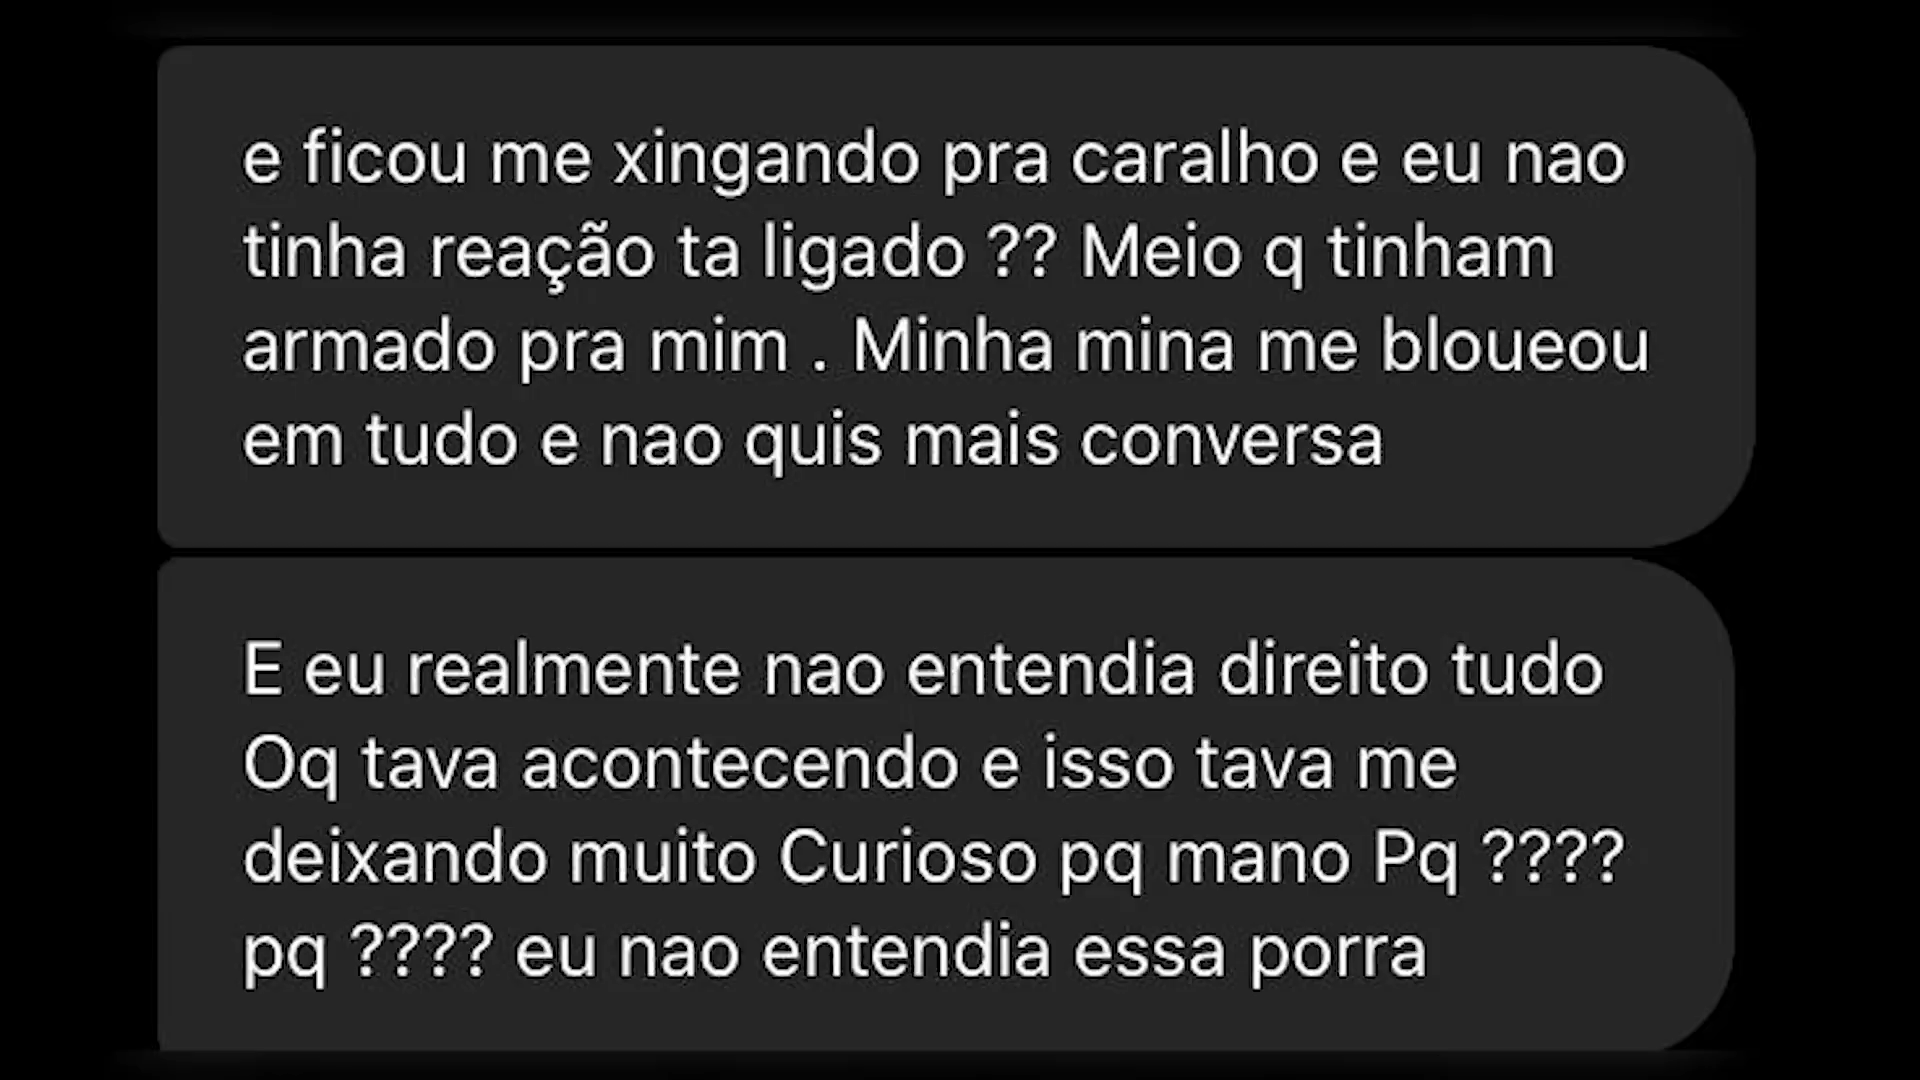 e ficou me xingando pra caralho e eu nao
tinha reação ta ligado ?? Meio q tinham
armado pra mim . Minha mina me bloueou
em tudo e nao quis mais conversa
E eu realmente nao entendia direito tudo
Oq tava acontecendo e isso tava me
deixando muito Curioso pq mano Pq ????
pq ???? eu nao entendia essa porra